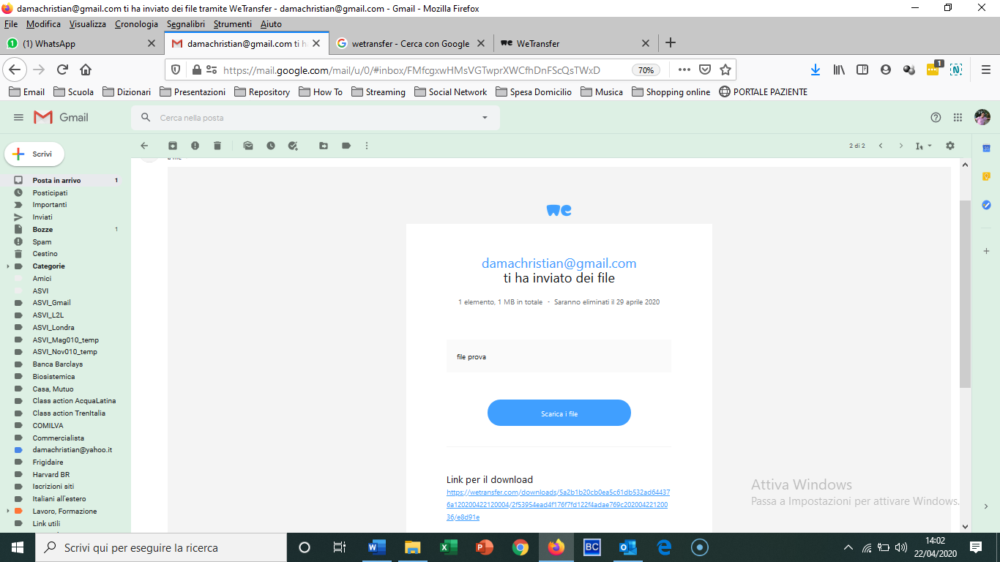 damachristian@gmail.com ti ha inviato dei file tramite WeTransfer - damachristian@gmail.com - Gmail - Mozilla Firefox
File Modifica Visualizza Cronologia Segnalibri Strumenti Aiuto
(1) WhatsApp
damachristian@gmail.com ti h
wetransfer - Cerca con Google
WeTransfer
https://mail.google.com/mail/u/0/#inbox/FMfcgxwHMsVGTwprXWCfhDnFScQsTWxD
70%
1
Email Scuola Dizionari Presentazioni Repository How To Streaming Social Network Spesa Domicilio Musica Shopping online PORTALE PAZIENTE
Gmail
Cerca nella posta
Scrivi
2 di 2
Posta in arrivo 1
Posticipati
Importanti
Inviati
Bozze 1
Spam
Cestino
Categorie
Amici
ASVI
ASVI_Gmail
ASVI_L2L
ASVI_Londra
ASVI_Mag010_temp
ASVI_Nov010_temp
Banca Barclays
Biosistemica
Casa, Mutuo
Class action AcquaLatina
Class action TrenItalia
COMILVA
Commercialista
damachristian@yahoo.it
Frigidaire
Harvard BR
Iscrizioni siti
Italiani all'estero
Lavoro, Formazione
Link utili
we
damachristian@gmail.com
ti ha inviato dei file
1 elemento, 1 MB in totale - Saranno eliminati il 29 aprile 2020
file prova
Scarica i file
Link per il download
https://wetransfer.com/downloads/5a2b1b20cb0ea5c61db532ad64437
6a120200422120004/2f53954ead4f176f7fd122f4adae769c202004221200
36/e8d91e
Attiva Windows
Passa a Impostazioni per attivare Windows.
Scrivi qui per eseguire la ricerca
BC
14:02
22/04/2020